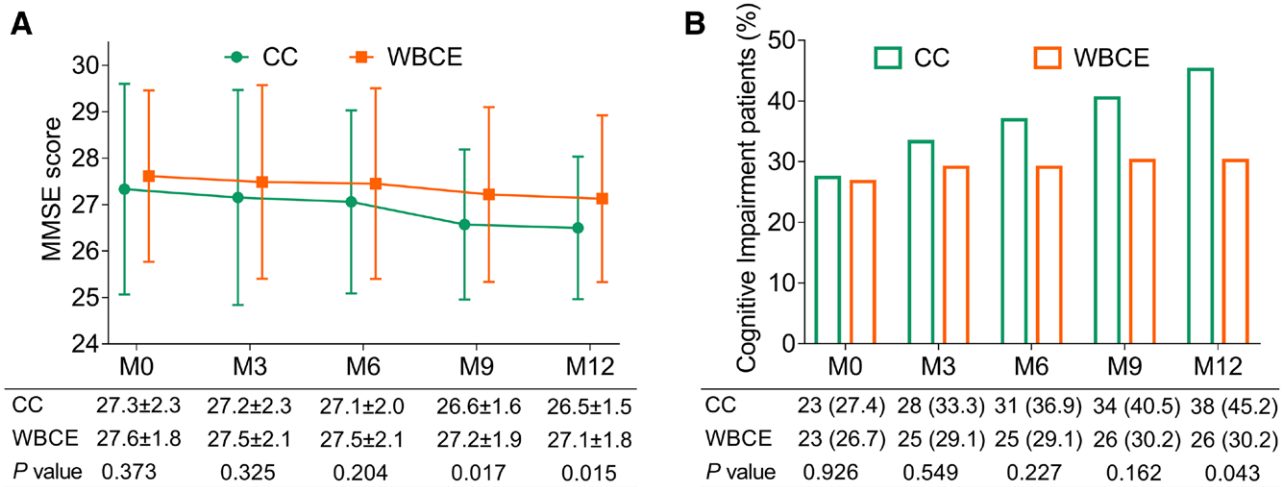 A
CC
WBCE
MMSE score
30
29
28
27
26
25
24
M0 M3 M6 M9 M12
CC 27.3±2.3 27.2±2.3 27.1±2.0 26.6±1.6 26.5±1.5
WBCE 27.6±1.8 27.5±2.1 27.5±2.1 27.2±1.9 27.1±1.8
P value 0.373 0.325 0.204 0.017 0.015
B
CC
WBCE
Cognitive Impairment patients (%)
50
40
30
20
10
0
M0 M3 M6 M9 M12
CC 23 (27.4) 28 (33.3) 31 (36.9) 34 (40.5) 38 (45.2)
WBCE 23 (26.7) 25 (29.1) 25 (29.1) 26 (30.2) 26 (30.2)
P value 0.926 0.549 0.227 0.162 0.043